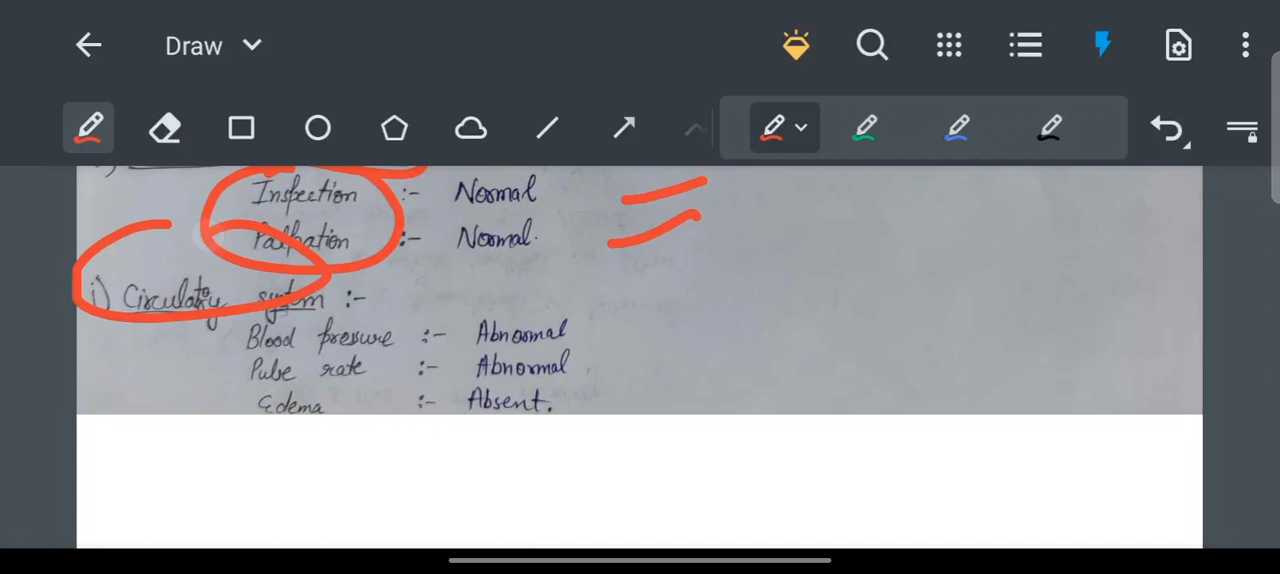 Draw
Inspection :- Normal
Palpation :- Normal.
i) Circulatory system :-
Blood pressure :- Abnormal
Pulse rate :- Abnormal
Edema :- Absent.